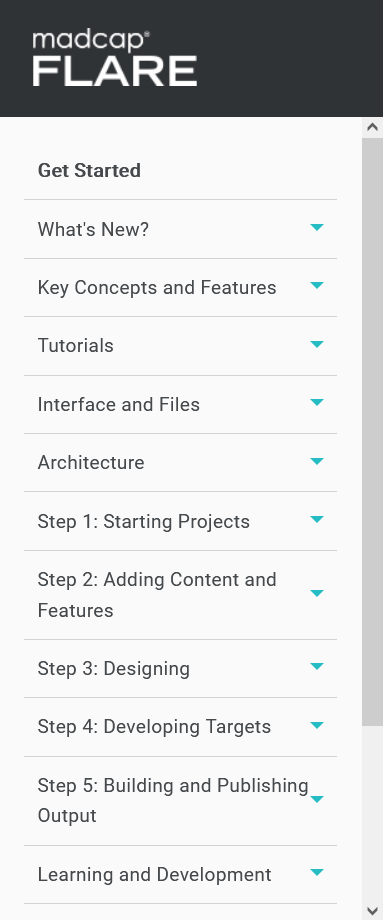 madcap®
FLARE
Get Started
What's New?
Key Concepts and Features
Tutorials
Interface and Files
Architecture
Step 1: Starting Projects
Step 2: Adding Content and
Features
Step 3: Designing
Step 4: Developing Targets
Step 5: Building and Publishing
Output
Learning and Development